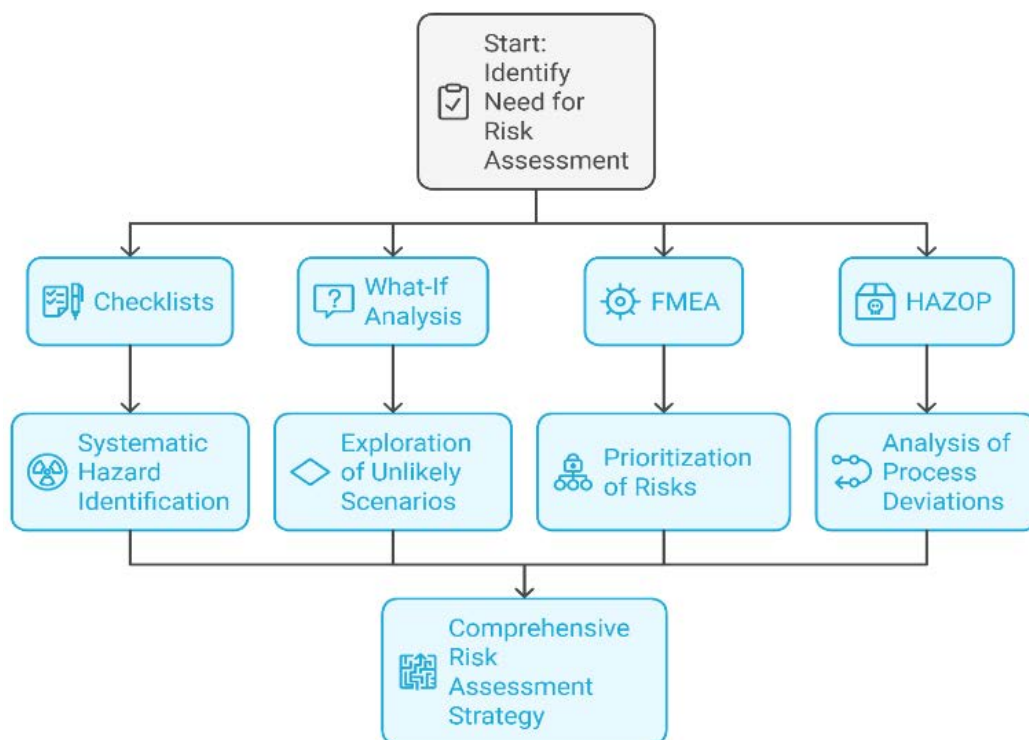 Start:
Identify
Need for
Risk
Assessment
Checklists
What-If
Analysis
FMEA
HAZOP
Systematic
Hazard
Identification
Exploration
of Unlikely
Scenarios
Prioritization
of Risks
Analysis of
Process
Deviations
Comprehensive
Risk
Assessment
Strategy